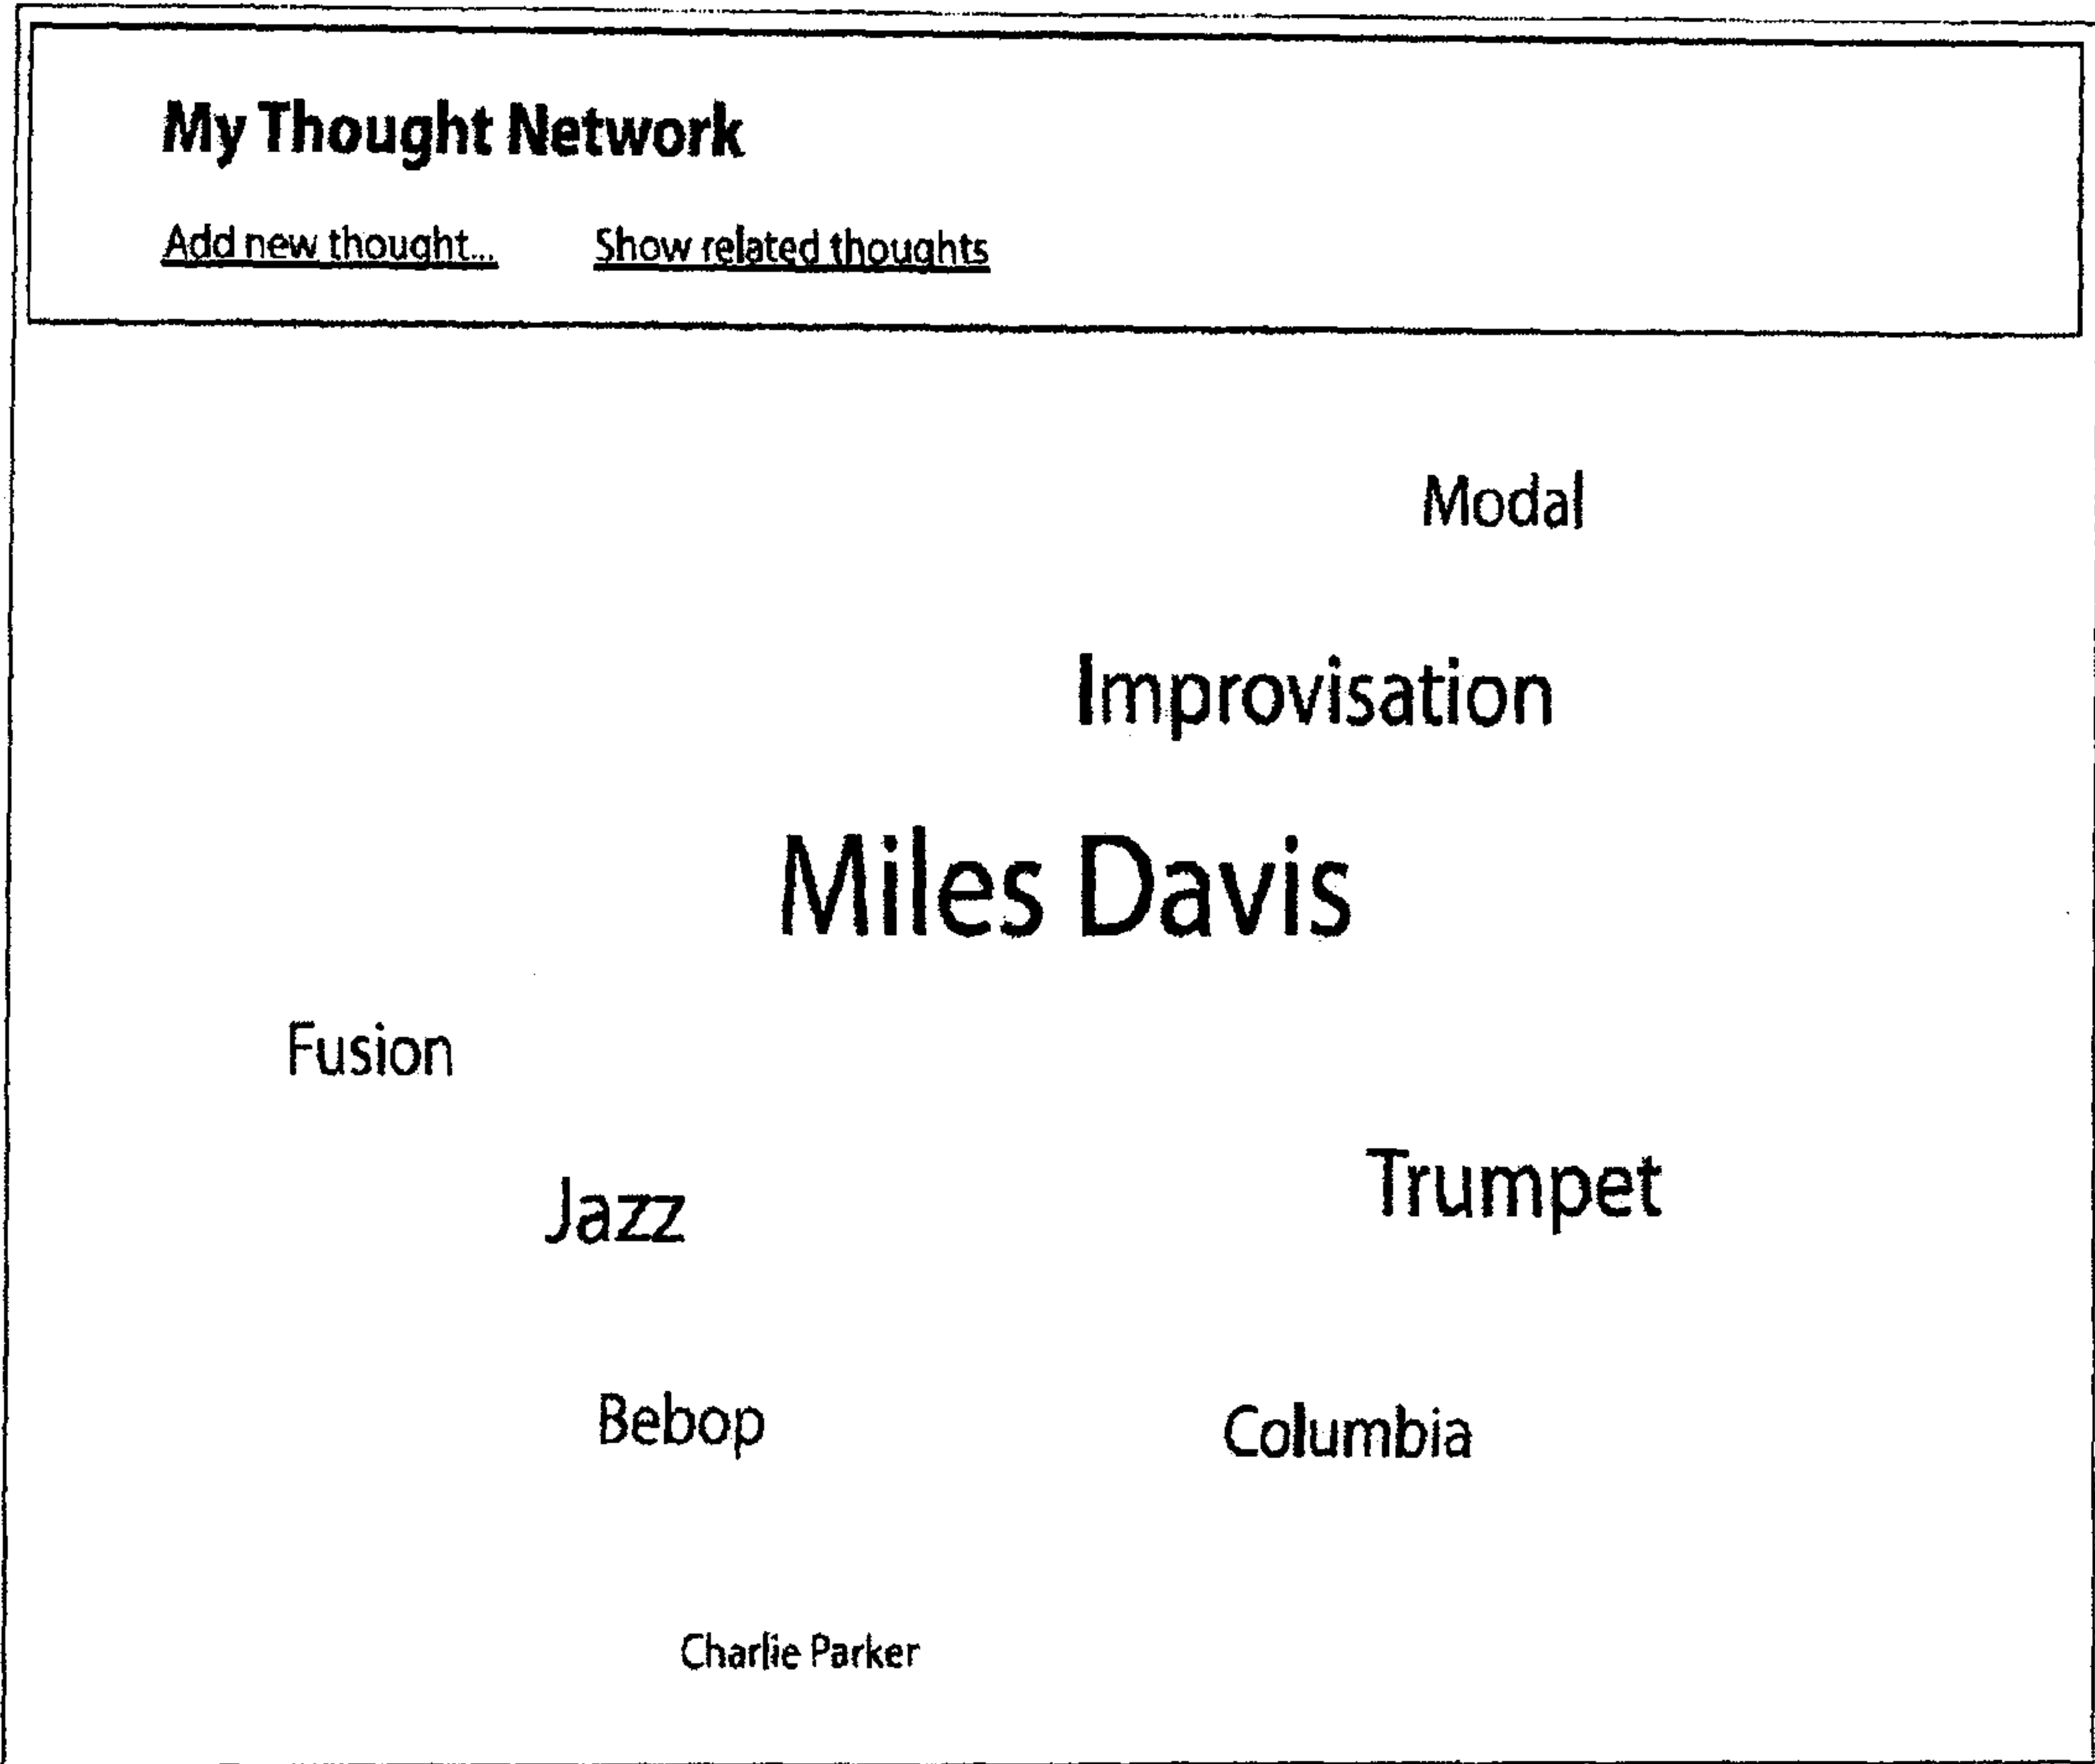 My Thought Network
Add new thought... Show related thoughts
Modal
Improvisation
Miles Davis
Fusion
Trumpet
Jazz
Bebop
Columbia
Charlie Parker